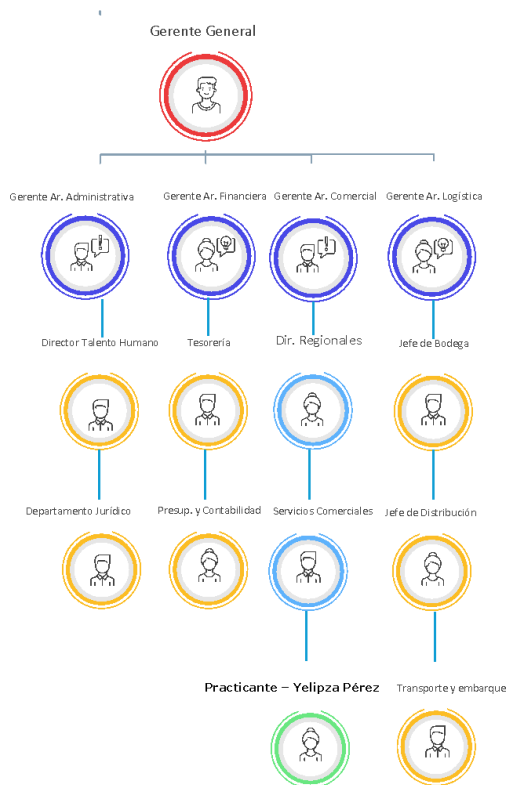 Gerente General
Gerente Ar. Administrativa
Gerente Ar. Financiera
Gerente Ar. Comercial
Gerente Ar. Logística
Director Talento Humano
Tesorería
Dir. Regionales
Jefe de Bodega
Departamento Jurídico
Presup. y Contabilidad
Servicios Comerciales
Jefe de Distribución
Practicante – Yelipza Pérez
Transporte y embarque